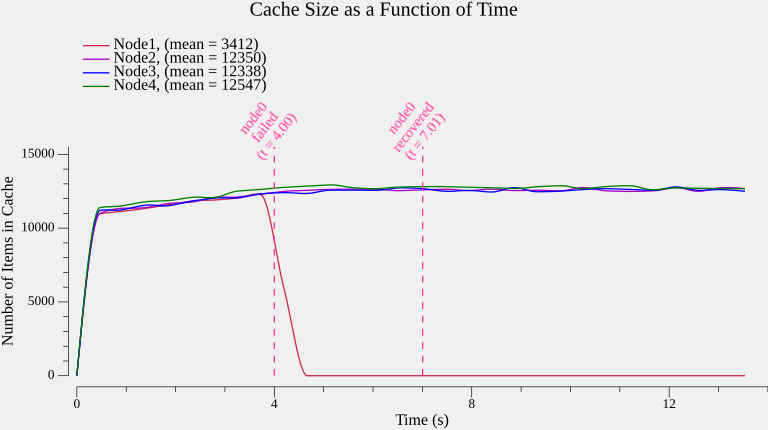 Cache Size as a Function of Time
Node1, (mean = 3412)
Node2, (mean = 12350)
Node3, (mean = 12338)
Node4, (mean = 12547)
node0
failed
(t = 4.00)
node0
recovered
(t = 7.01)
Number of Items in Cache
15000
10000
5000
0
0 4 8 12
Time (s)